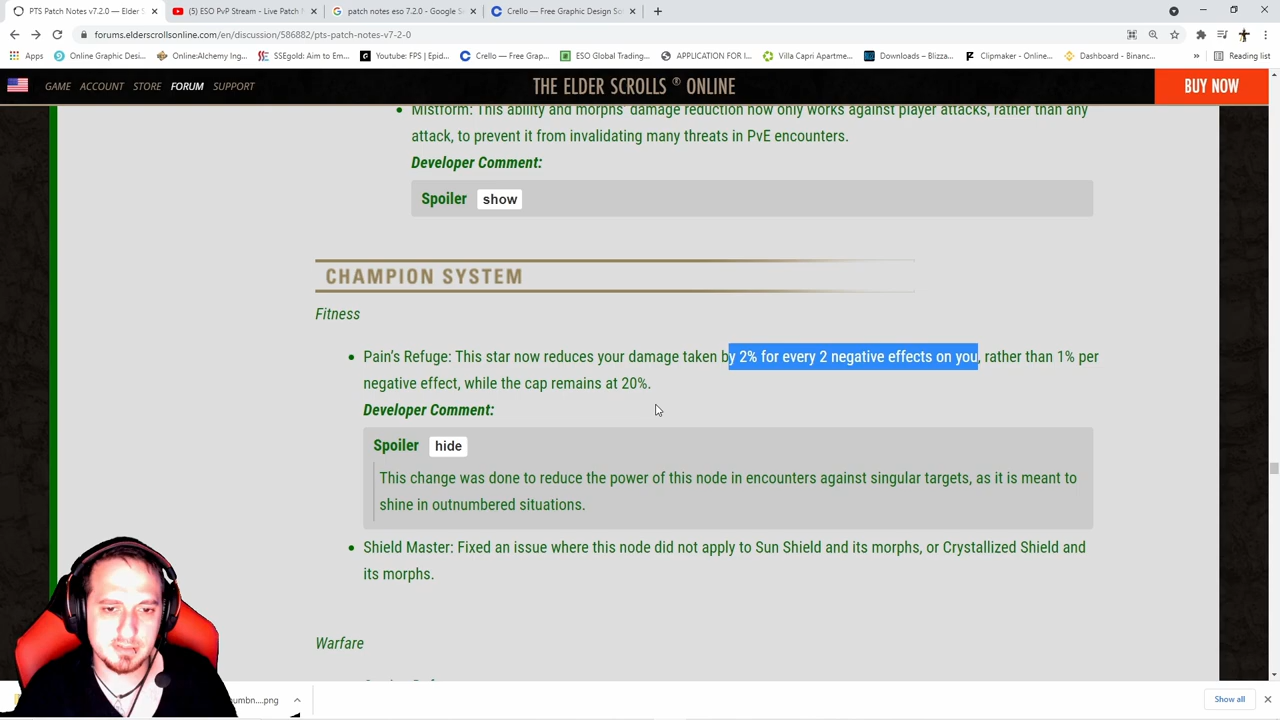 PTS Patch Notes v7.2.0 — Elder S
(5) ESO PvP Stream - Live Patch N
patch notes eso 7.2.0 - Google S
Crello — Free Graphic Design So
forums.elderscrollsonline.com/en/discussion/586882/pts-patch-notes-v7-2-0
Apps
Online Graphic Desi...
Online:Alchemy Ing...
SSEgold: Aim to Em...
Youtube: FPS | Epid...
Crello — Free Grap...
ESO Global Trading...
APPLICATION FOR I...
Villa Capri Apartme...
Downloads – Blizza...
Clipmaker - Online...
Dashboard - Binanc...
»
Reading list
GAME ACCOUNT STORE FORUM SUPPORT
THE ELDER SCROLLS ® ONLINE
BUY NOW
Mistform: This ability and morphs' damage reduction now only works against player attacks, rather than any
attack, to prevent it from invalidating many threats in PvE encounters.
Developer Comment:
Spoiler show
CHAMPION SYSTEM
Fitness
Pain's Refuge: This star now reduces your damage taken by 2% for every 2 negative effects on you, rather than 1% per
negative effect, while the cap remains at 20%.
Developer Comment:
Spoiler hide
This change was done to reduce the power of this node in encounters against singular targets, as it is meant to
shine in outnumbered situations.
Shield Master: Fixed an issue where this node did not apply to Sun Shield and its morphs, or Crystallized Shield and
its morphs.
Warfare
umbn....png
Show all